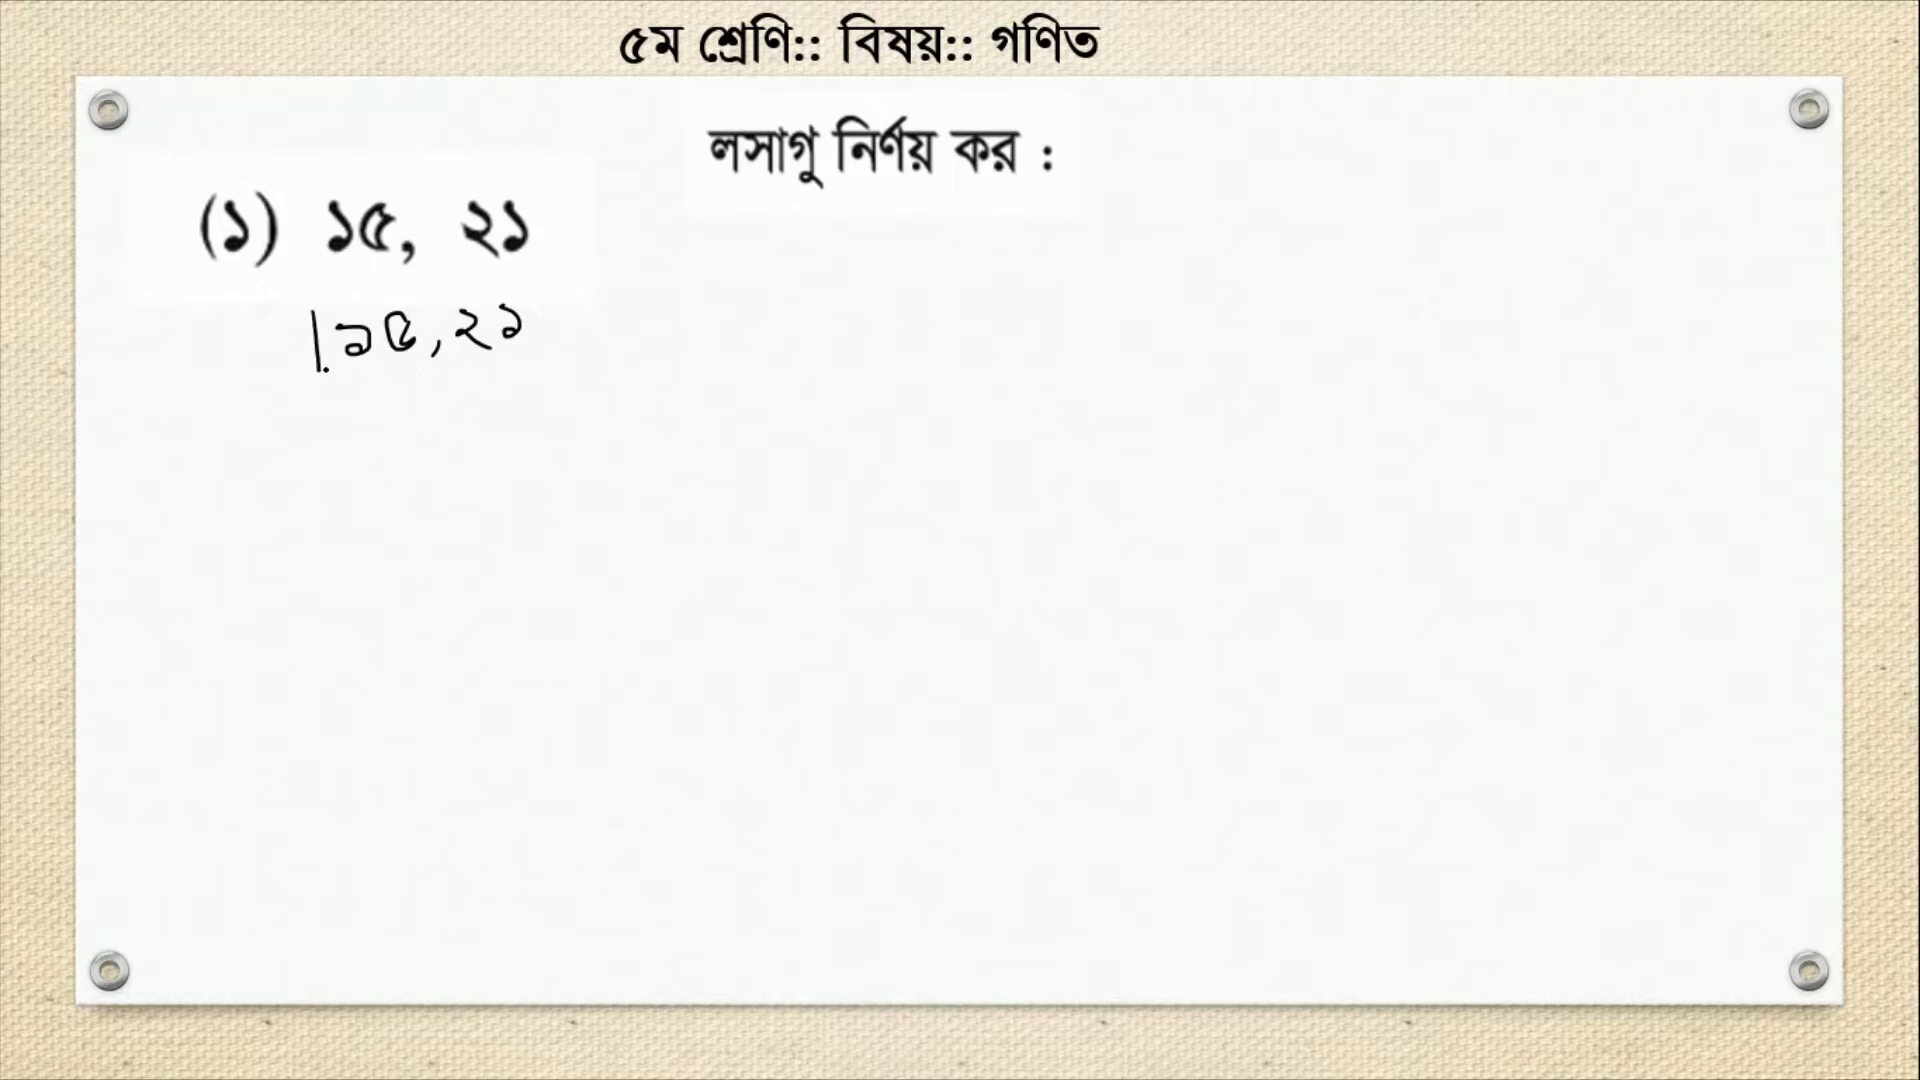 ৫ম শ্রেণি:: বিষয়:: গণিত
লসাগু নির্ণয় কর :
(১) ১৫, ২১
১৫, ২১